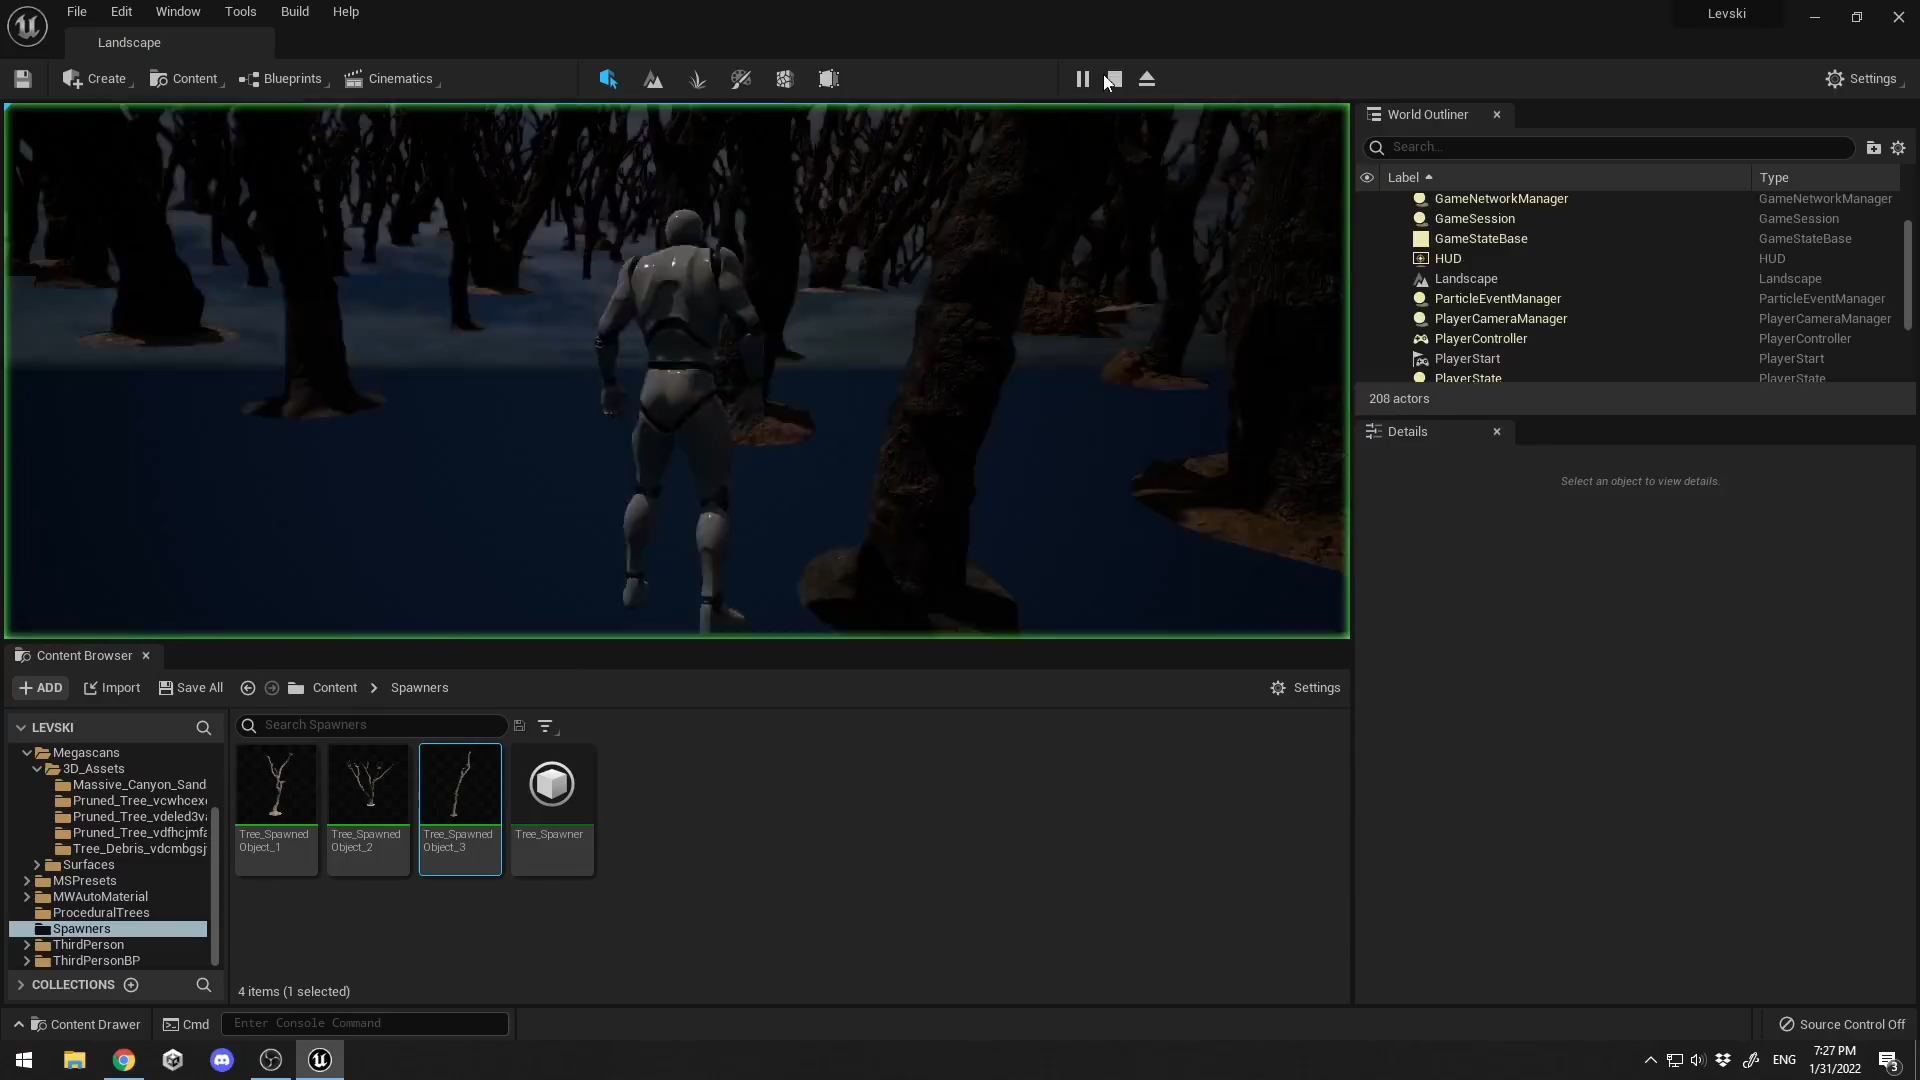 File Edit Window Tools Build Help
Levski
Landscape
Create Content Blueprints Cinematics
Settings
World Outliner
Search...
Label Type
GameNetworkManager GameNetworkManager
GameSession GameSession
GameStateBase GameStateBase
HUD HUD
Landscape Landscape
ParticleEventManager ParticleEventManager
PlayerCameraManager PlayerCameraManager
PlayerController PlayerController
PlayerStart PlayerStart
PlayerState PlayerState
208 actors
Details
Select an object to view details.
Content Browser
ADD Import Save All Content Spawners
Settings
LEVSKI
Search Spawners
Megascans
3D_Assets
Massive_Canyon_Sand
Pruned_Tree_vcwhcex
Pruned_Tree_vdeled3v
Pruned_Tree_vdfhcjmfa
Tree_Debris_vdcmbgsj
Surfaces
MSPresets
MWAutoMaterial
ProceduralTrees
Spawners
ThirdPerson
ThirdPersonBP
COLLECTIONS
Tree_Spawned
Object_1
Tree_Spawned
Object_2
Tree_Spawned
Object_3
Tree_Spawner
4 items (1 selected)
Content Drawer Cmd Enter Console Command
Source Control Off
ENG
7:27 PM
1/31/2022
3